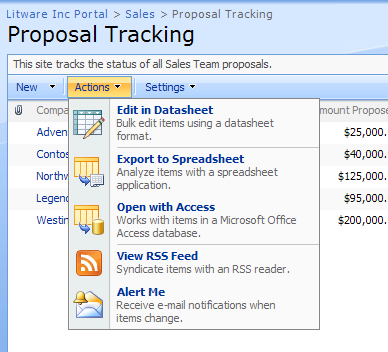 Litware Inc Portal > Sales > Proposal Tracking
Proposal Tracking
This site tracks the status of all Sales Team proposals.
New Actions Settings
Edit in Datasheet
Bulk edit items using a datasheet
format.
Export to Spreadsheet
Analyze items with a spreadsheet
application.
Open with Access
Works with items in a Microsoft Office
Access database.
View RSS Feed
Syndicate items with an RSS reader.
Alert Me
Receive e-mail notifications when
items change.
Compa
Adven
Contos
Northw
Legen
Westin
mount Propose
$25,000.
$40,000.
$125,000.
$95,000.
$200,000.